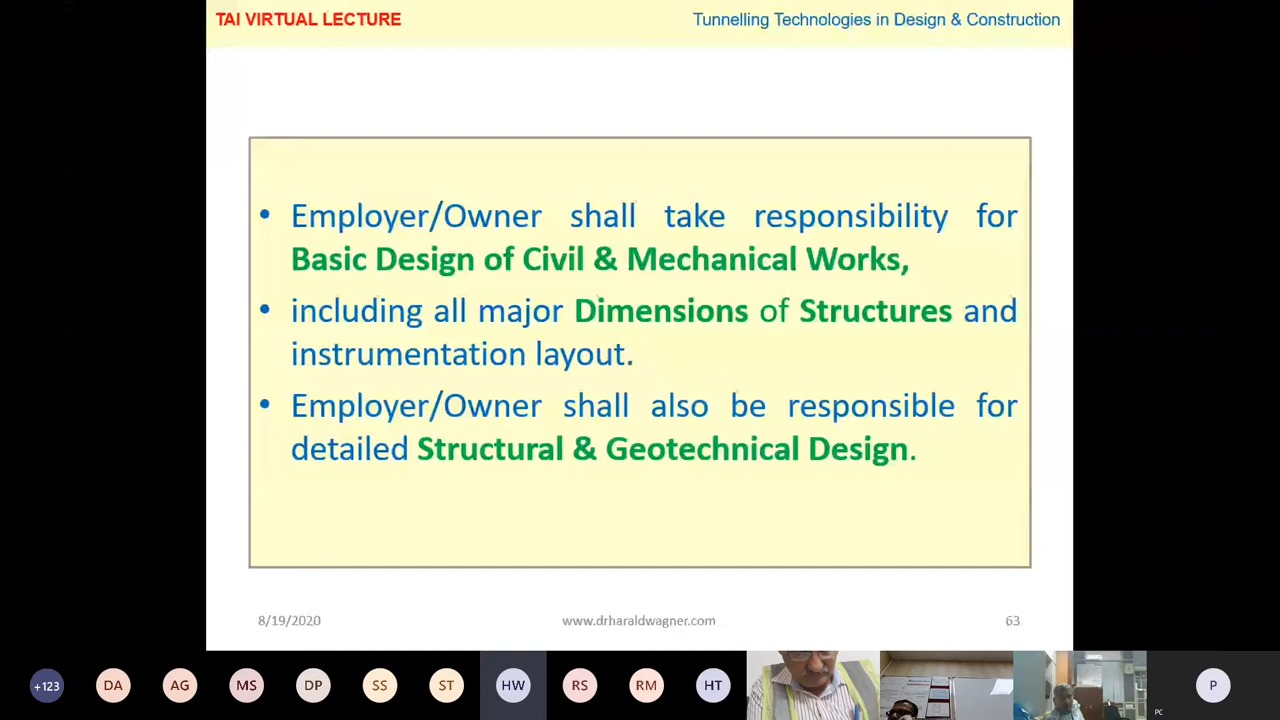 TAI VIRTUAL LECTURE
Tunnelling Technologies in Design & Construction
• Employer/Owner shall take responsibility for
Basic Design of Civil & Mechanical Works,
• including all major Dimensions of Structures and
instrumentation layout.
• Employer/Owner shall also be responsible for
detailed Structural & Geotechnical Design.
8/19/2020
www.drharaldwagner.com
63
+123
DA
AG
MS
DP
SS
ST
HW
RS
RM
HT
P
PC